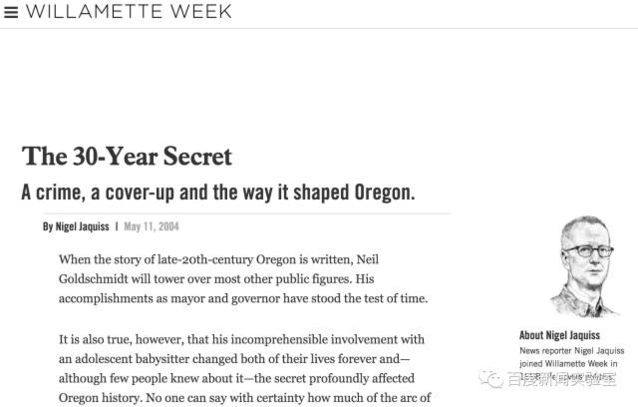 WILLAMETTE WEEK
The 30-Year Secret
A crime, a cover-up and the way it shaped Oregon.
By Nigel Jaquiss | May 11, 2004
When the story of late-20th-century Oregon is written, Neil
Goldschmidt will tower over most other public figures. His
accomplishments as mayor and governor have stood the test of time.
It is also true, however, that his incomprehensible involvement with
an adolescent babysitter changed both of their lives forever and—
although few people knew about it—the secret profoundly affected
Oregon history. No one can say with certainty how much of the arc of
About Nigel Jaquiss
News reporter Nigel Jaquiss
joined Willamette Week in
百度新闻实验室